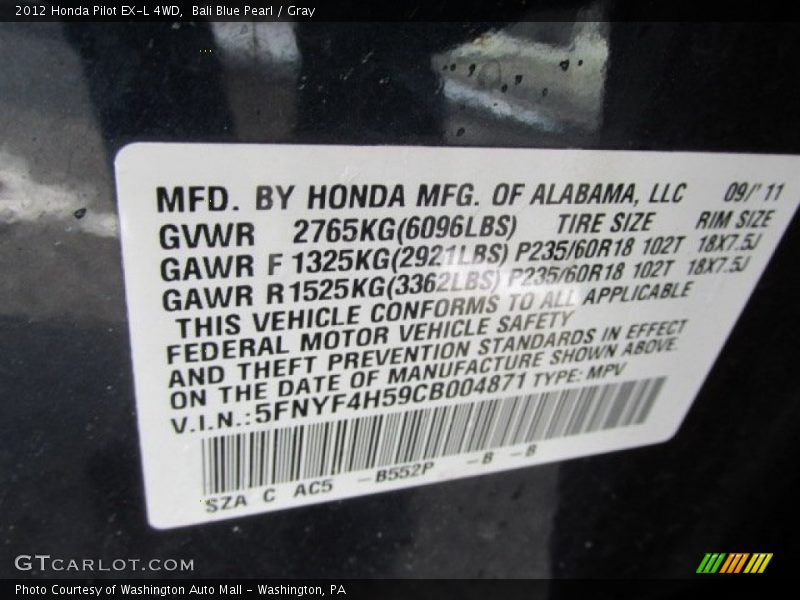 2012 Honda Pilot EX-L 4WD, Bali Blue Pearl / Gray
MFD. BY HONDA MFG. OF ALABAMA, LLC 09/'11
GVWR 2765KG(6096LBS) TIRE SIZE RIM SIZE
GAWR F 1325KG(2921LBS) P235/60R18 102T 18X7.5J
GAWR R 1525KG(3362LBS) P235/60R18 102T 18X7.5J
THIS VEHICLE CONFORMS TO ALL APPLICABLE
FEDERAL MOTOR VEHICLE SAFETY
AND THEFT PREVENTION STANDARDS IN EFFECT
ON THE DATE OF MANUFACTURE SHOWN ABOVE.
V.I.N.: 5FNYF4H59CB004871 TYPE: MPV
SZA C AC5 -B552P -B -B
GTCARLOT.COM
Photo Courtesy of Washington Auto Mall - Washington, PA